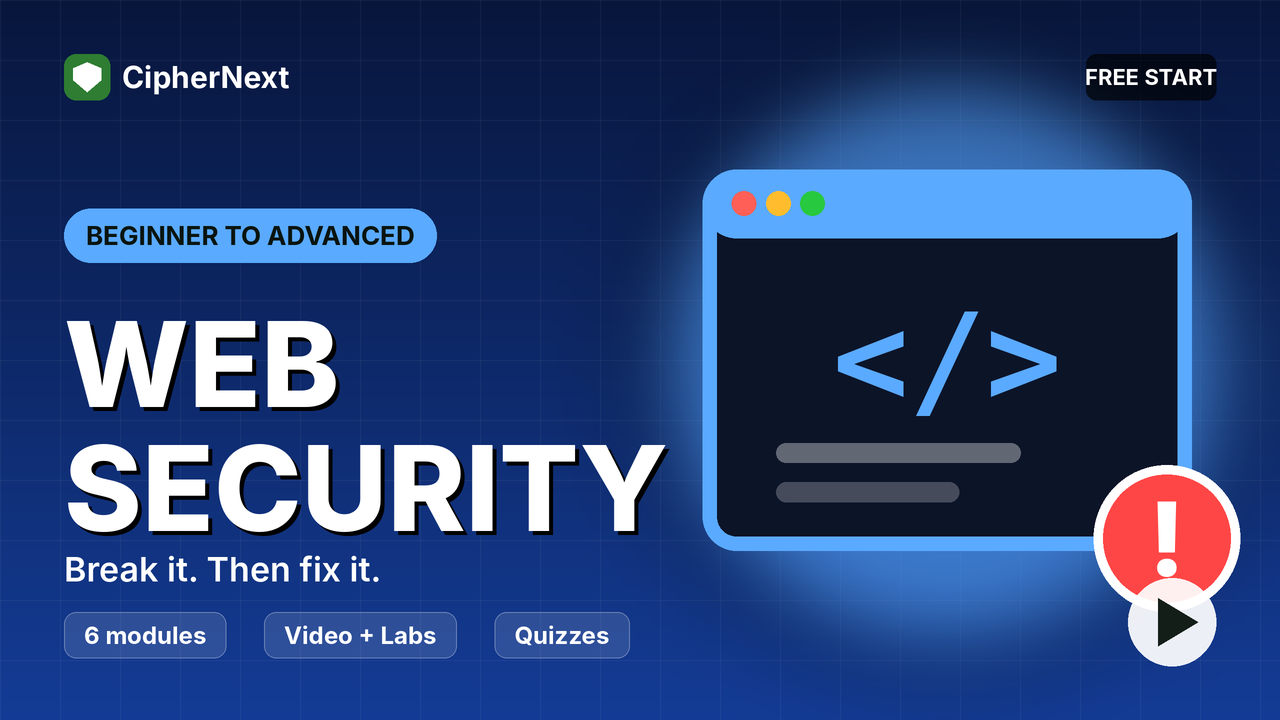 CipherNext
FREE START
BEGINNER TO ADVANCED
WEB
SECURITY
Break it. Then fix it.
6 modules
Video + Labs
Quizzes
</>
!